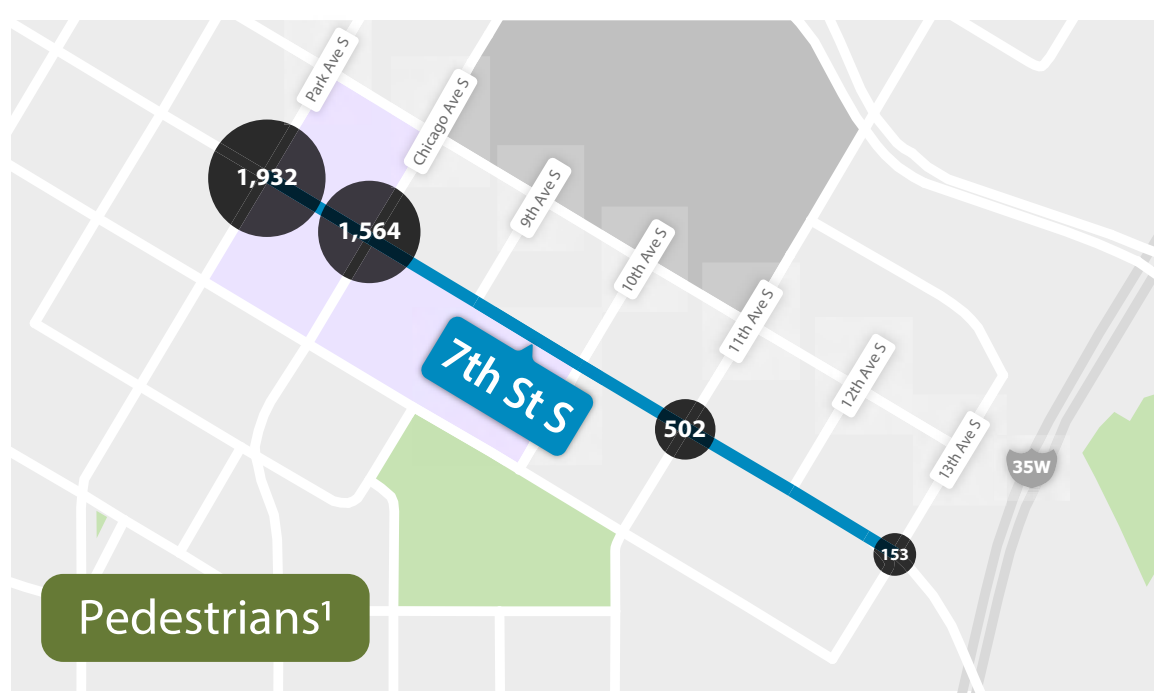 Park Ave S
Chicago Ave S
9th Ave S
10th Ave S
11th Ave S
12th Ave S
13th Ave S
1,932
1,564
7th St S
502
153
35W
Pedestrians¹